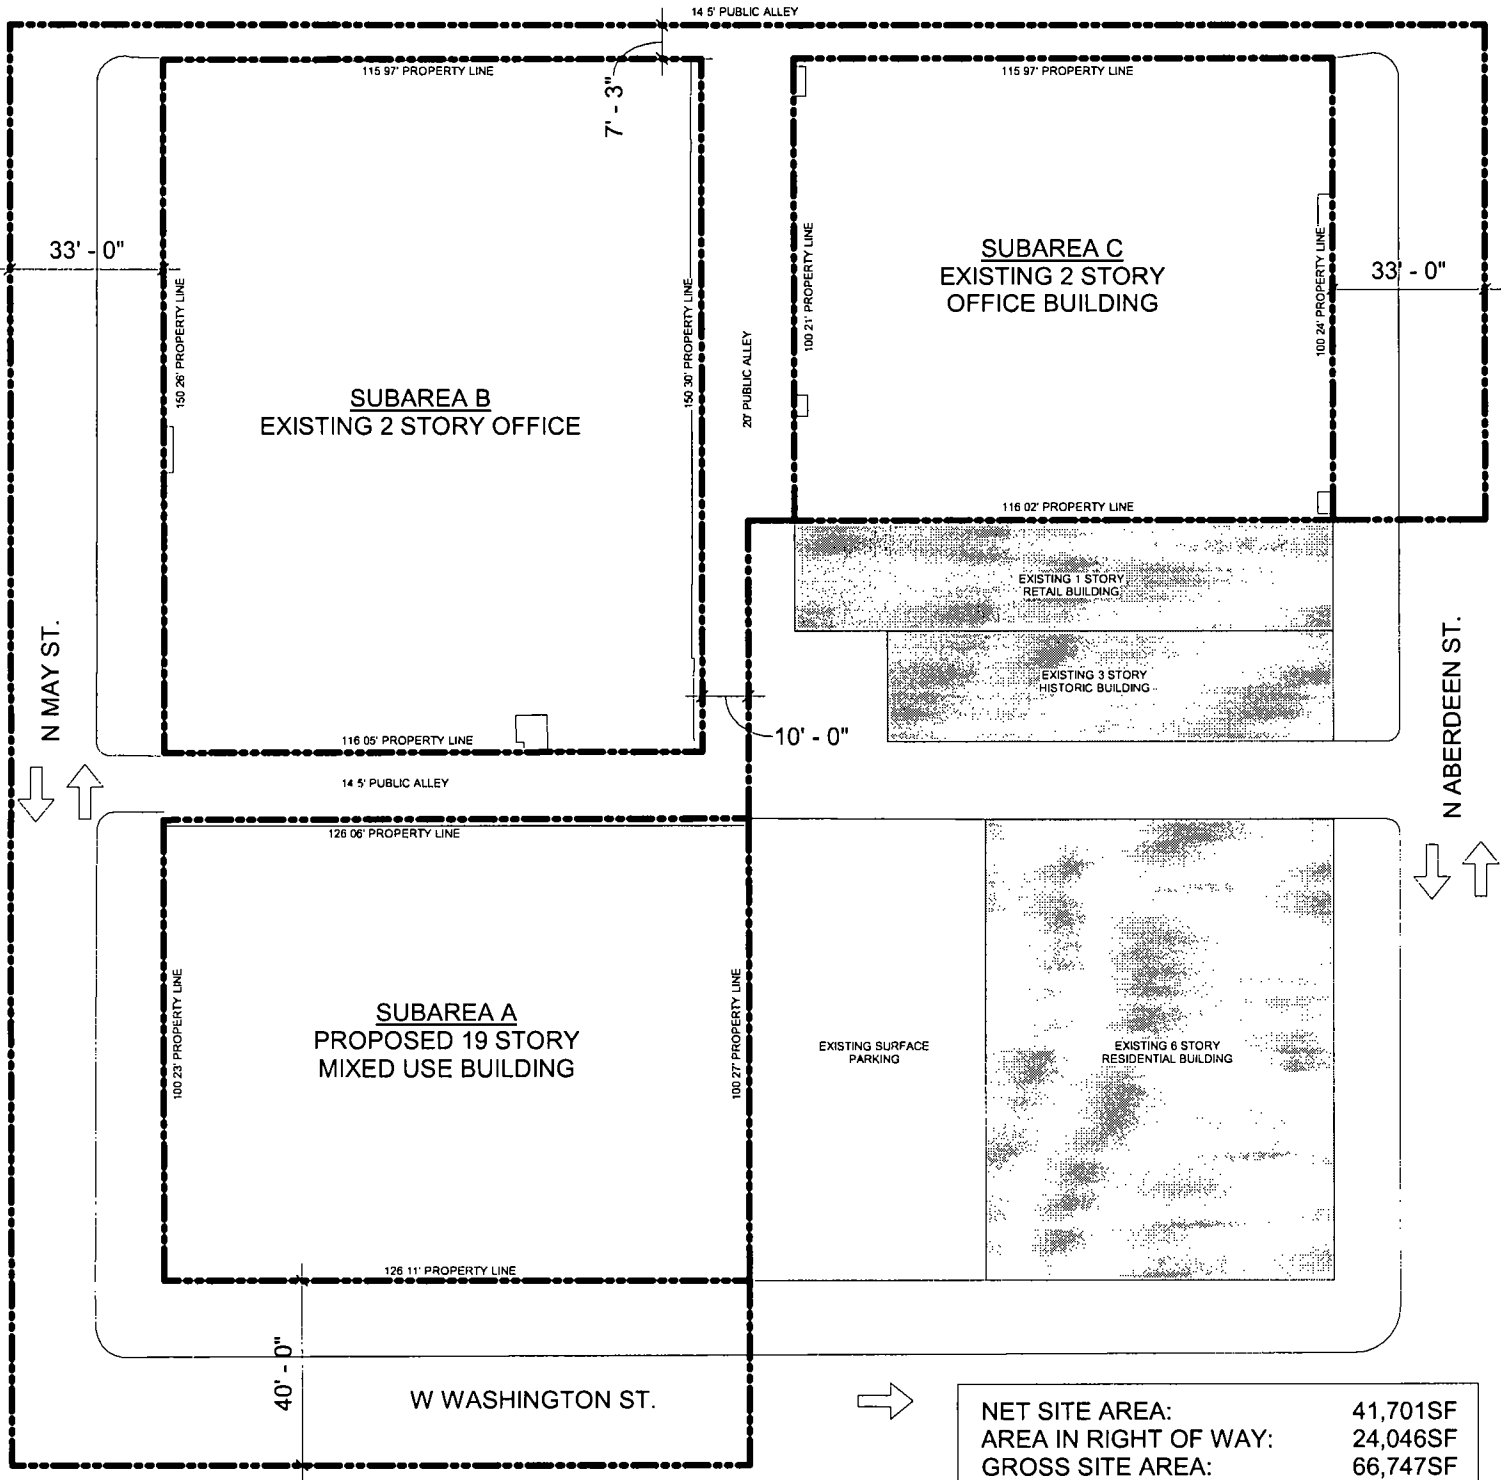 14 5' PUBLIC ALLEY
115 97' PROPERTY LINE
7' - 3"
115 97' PROPERTY LINE
33' - 0"
150 26' PROPERTY LINE
SUBAREA B
EXISTING 2 STORY OFFICE
150 30' PROPERTY LINE
20' PUBLIC ALLEY
100 21' PROPERTY LINE
SUBAREA C
EXISTING 2 STORY
OFFICE BUILDING
100 24' PROPERTY LINE
33' - 0"
116 02' PROPERTY LINE
EXISTING 1 STORY
RETAIL BUILDING
EXISTING 3 STORY
HISTORIC BUILDING
N MAY ST.
N ABERDEEN ST.
10' - 0"
116 05' PROPERTY LINE
14 5' PUBLIC ALLEY
126 06' PROPERTY LINE
100 23' PROPERTY LINE
SUBAREA A
PROPOSED 19 STORY
MIXED USE BUILDING
100 27' PROPERTY LINE
EXISTING SURFACE
PARKING
EXISTING 6 STORY
RESIDENTIAL BUILDING
126 11' PROPERTY LINE
40' - 0"
W WASHINGTON ST.
NET SITE AREA: 41,701SF
AREA IN RIGHT OF WAY: 24,046SF
GROSS SITE AREA: 66,747SF